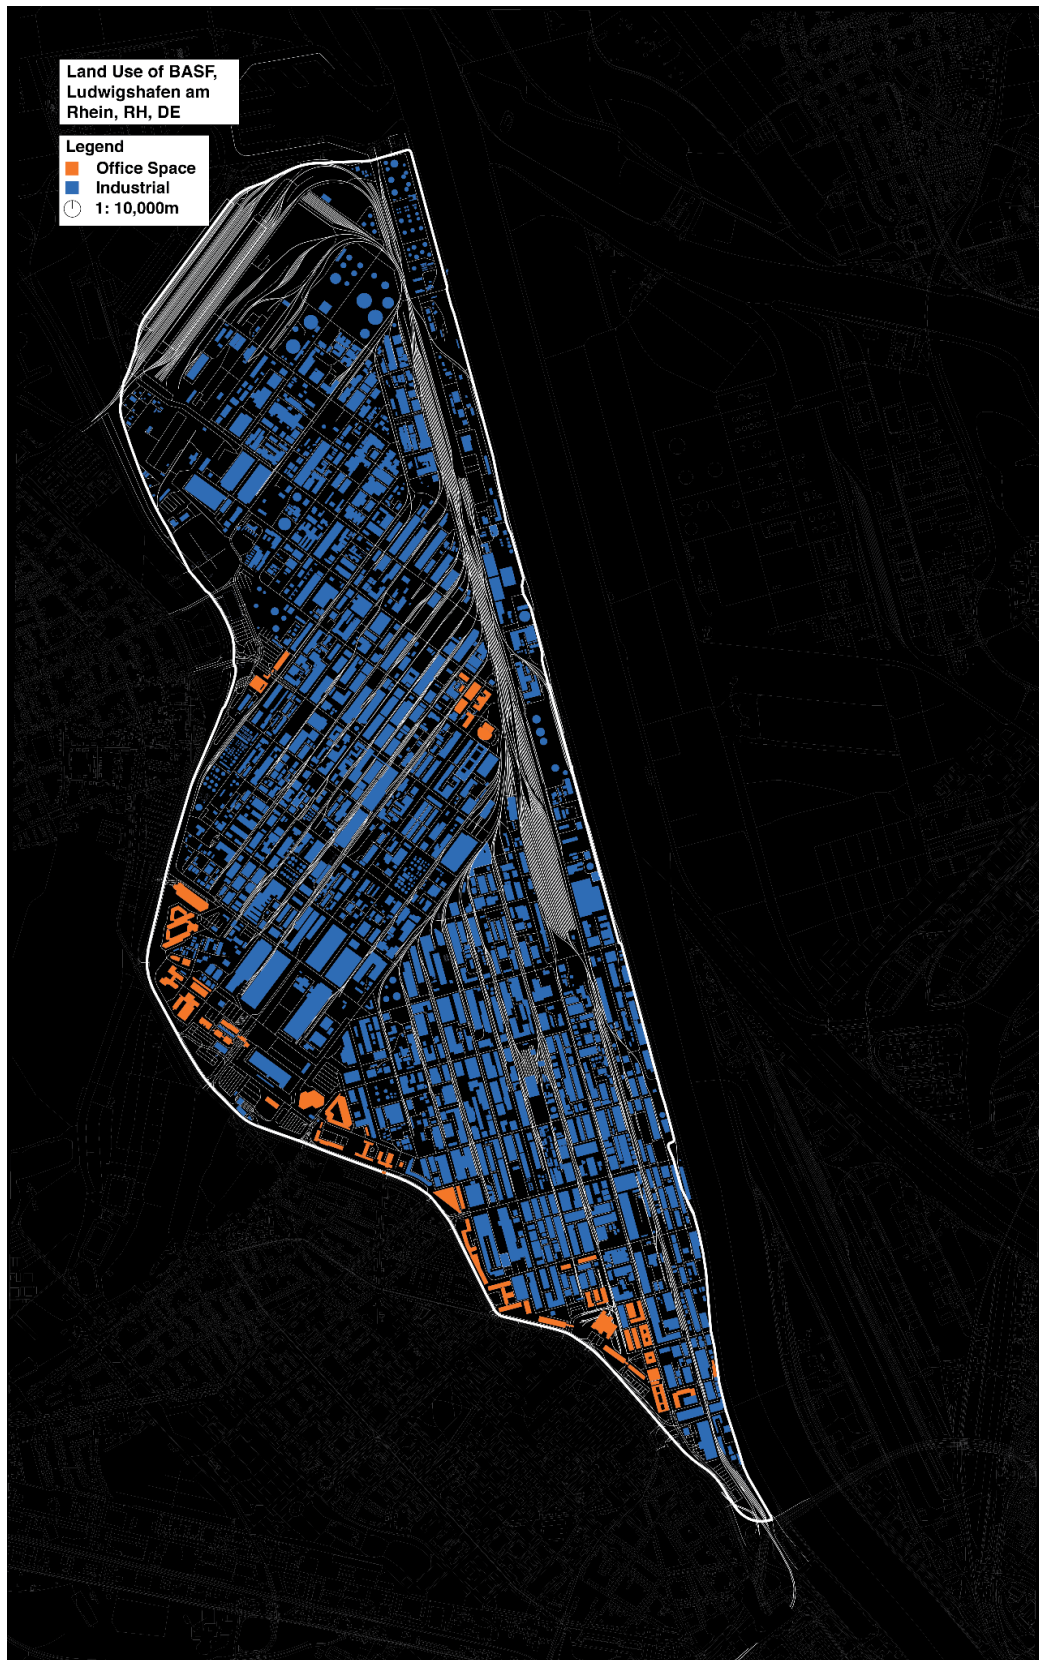 Land Use of BASF,
Ludwigshafen am
Rhein, RH, DE
Legend
Office Space
Industrial
1: 10,000m